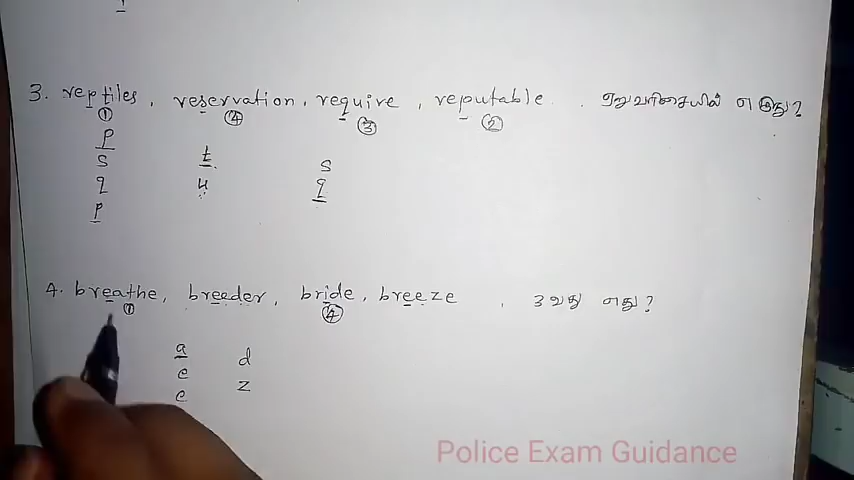 3. reptiles, reservation, require, reputable. ஏறுவரிசையில் எது?
① ④ ③ ②
p
s t s
q u q
p
4. breathe, breeder, bride, breeze, 3வது எது?
① ④
a d
e z
e
Police Exam Guidance